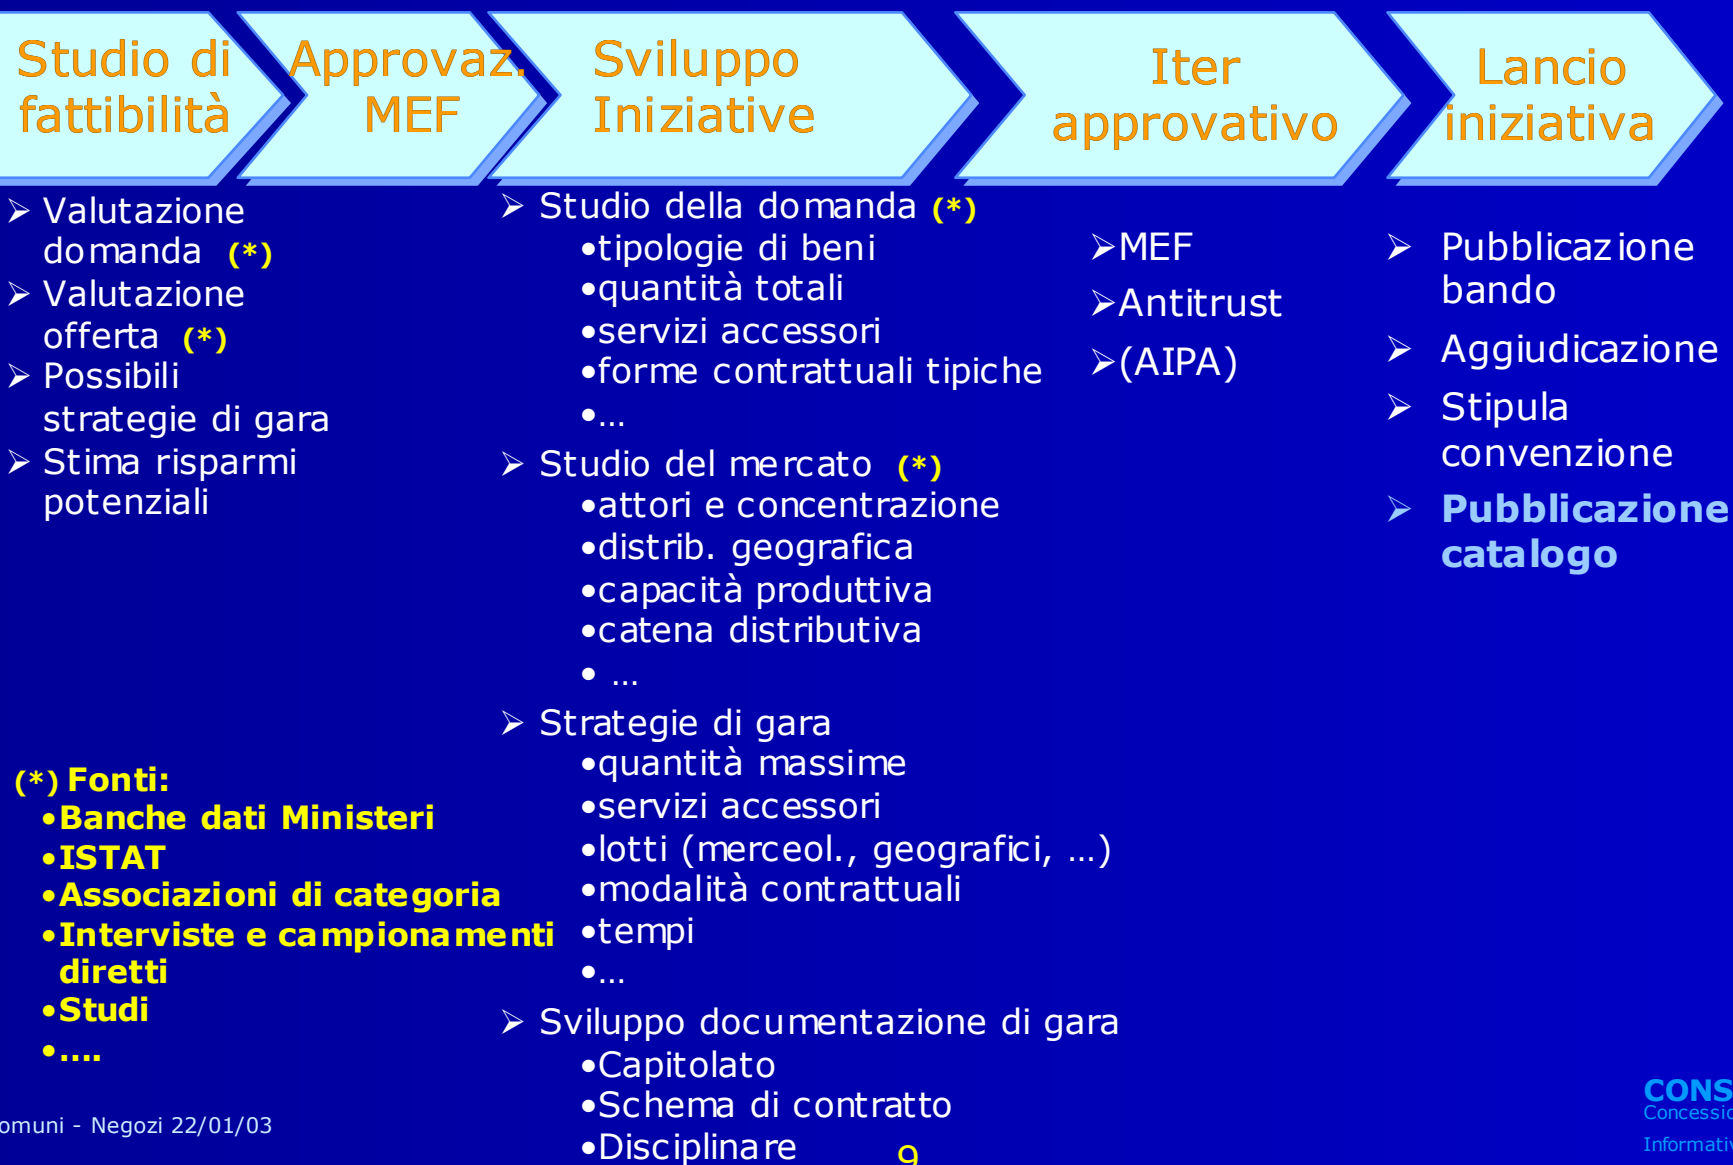 Studio di
fattibilità
Approvaz.
MEF
Sviluppo
Iniziative
Iter
approvativo
Lancio
iniziativa
➢ Valutazione
domanda (*)
➢ Valutazione
offerta (*)
➢ Possibili
strategie di gara
➢ Stima risparmi
potenziali
(*) Fonti:
•Banche dati Ministeri
•ISTAT
•Associazioni di categoria
•Interviste e campionamenti
diretti
•Studi
•....
➢ Studio della domanda (*)
•tipologie di beni
•quantità totali
•servizi accessori
•forme contrattuali tipiche
•…
➢ Studio del mercato (*)
•attori e concentrazione
•distrib. geografica
•capacità produttiva
•catena distributiva
• …
➢ Strategie di gara
•quantità massime
•servizi accessori
•lotti (merceol., geografici, …)
•modalità contrattuali
•tempi
•…
➢ Sviluppo documentazione di gara
•Capitolato
•Schema di contratto
•Disciplinare
➢MEF
➢Antitrust
➢(AIPA)
➢ Pubblicazione
bando
➢ Aggiudicazione
➢ Stipula
convenzione
➢ Pubblicazione
catalogo
omuni - Negozi 22/01/03
9
CONS
Concessio
Informativ